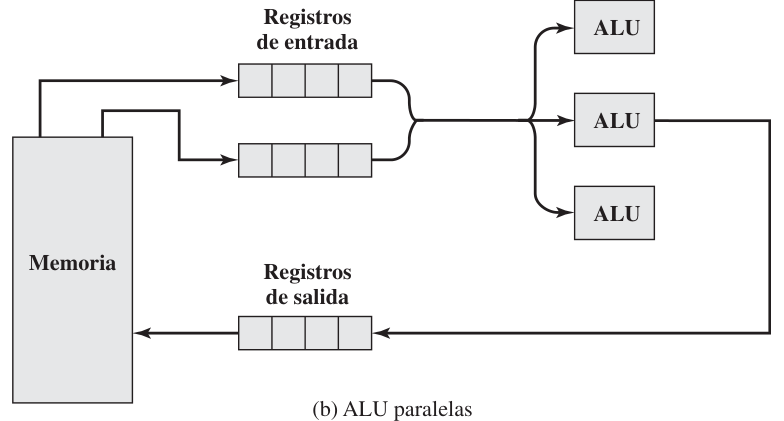 Registros
de entrada
ALU
ALU
ALU
Memoria
Registros
de salida
(b) ALU paralelas